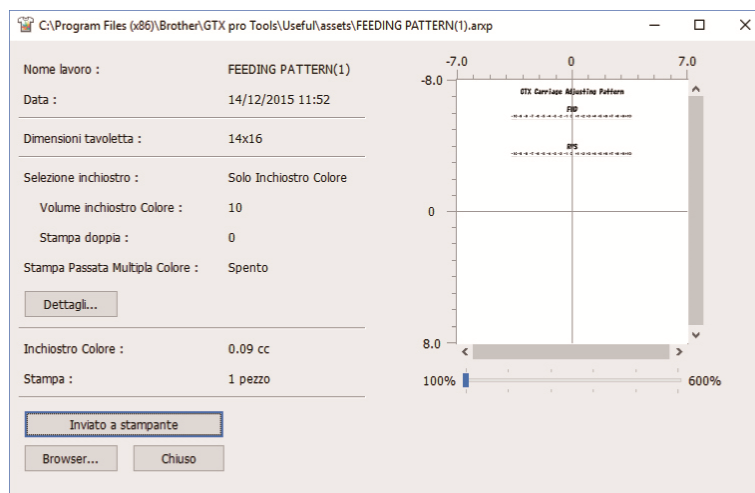 C:\Program Files (x86)\Brother\GTX pro Tools\Useful\assets\FEEDING PATTERN(1).arxp
Nome lavoro : FEEDING PATTERN(1)
Data : 14/12/2015 11:52
Dimensioni tavoletta : 14x16
Selezione inchiostro : Solo Inchiostro Colore
Volume inchiostro Colore : 10
Stampa doppia : 0
Stampa Passata Multipla Colore : Spento
Dettagli...
Inchiostro Colore : 0.09 cc
Stampa : 1 pezzo
Inviato a stampante
Browser... Chiuso
-7.0 0 7.0
-8.0
GTX Carriage Adjusting Pattern
FWD
RVS
0
8.0
100% 600%